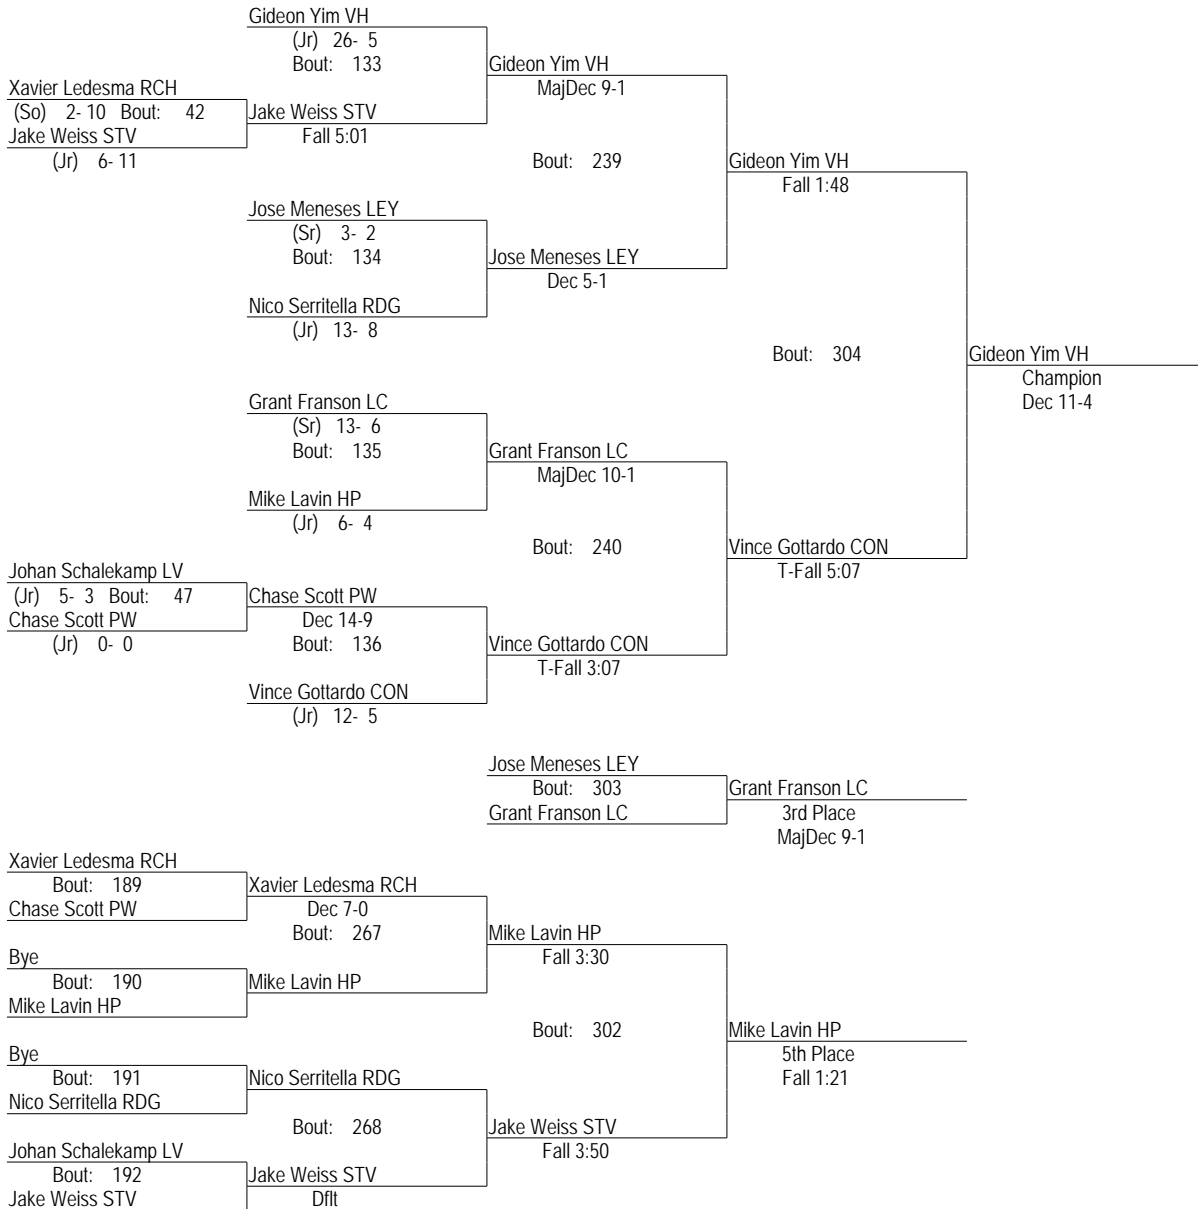 Gideon Yim VH
(Jr) 26- 5
Bout: 133
Gideon Yim VH
MajDec 9-1
Xavier Ledesma RCH
(So) 2- 10 Bout: 42
Jake Weiss STV
Jake Weiss STV
Fall 5:01
(Jr) 6- 11
Bout: 239
Gideon Yim VH
Fall 1:48
Jose Meneses LEY
(Sr) 3- 2
Bout: 134
Jose Meneses LEY
Dec 5-1
Nico Serritella RDG
(Jr) 13- 8
Bout: 304
Gideon Yim VH
Champion
Dec 11-4
Grant Franson LC
(Sr) 13- 6
Bout: 135
Grant Franson LC
MajDec 10-1
Mike Lavin HP
(Jr) 6- 4
Bout: 240
Vince Gottardo CON
T-Fall 5:07
Johan Schalekamp LV
(Jr) 5- 3 Bout: 47
Chase Scott PW
Chase Scott PW
Dec 14-9
(Jr) 0- 0
Bout: 136
Vince Gottardo CON
T-Fall 3:07
Vince Gottardo CON
(Jr) 12- 5
Jose Meneses LEY
Bout: 303
Grant Franson LC
Grant Franson LC
3rd Place
MajDec 9-1
Xavier Ledesma RCH
Bout: 189
Chase Scott PW
Xavier Ledesma RCH
Dec 7-0
Bout: 267
Mike Lavin HP
Fall 3:30
Bye
Bout: 190
Mike Lavin HP
Mike Lavin HP
Bout: 302
Mike Lavin HP
5th Place
Fall 1:21
Bye
Bout: 191
Nico Serritella RDG
Nico Serritella RDG
Bout: 268
Jake Weiss STV
Fall 3:50
Johan Schalekamp LV
Bout: 192
Jake Weiss STV
Jake Weiss STV
Dflt